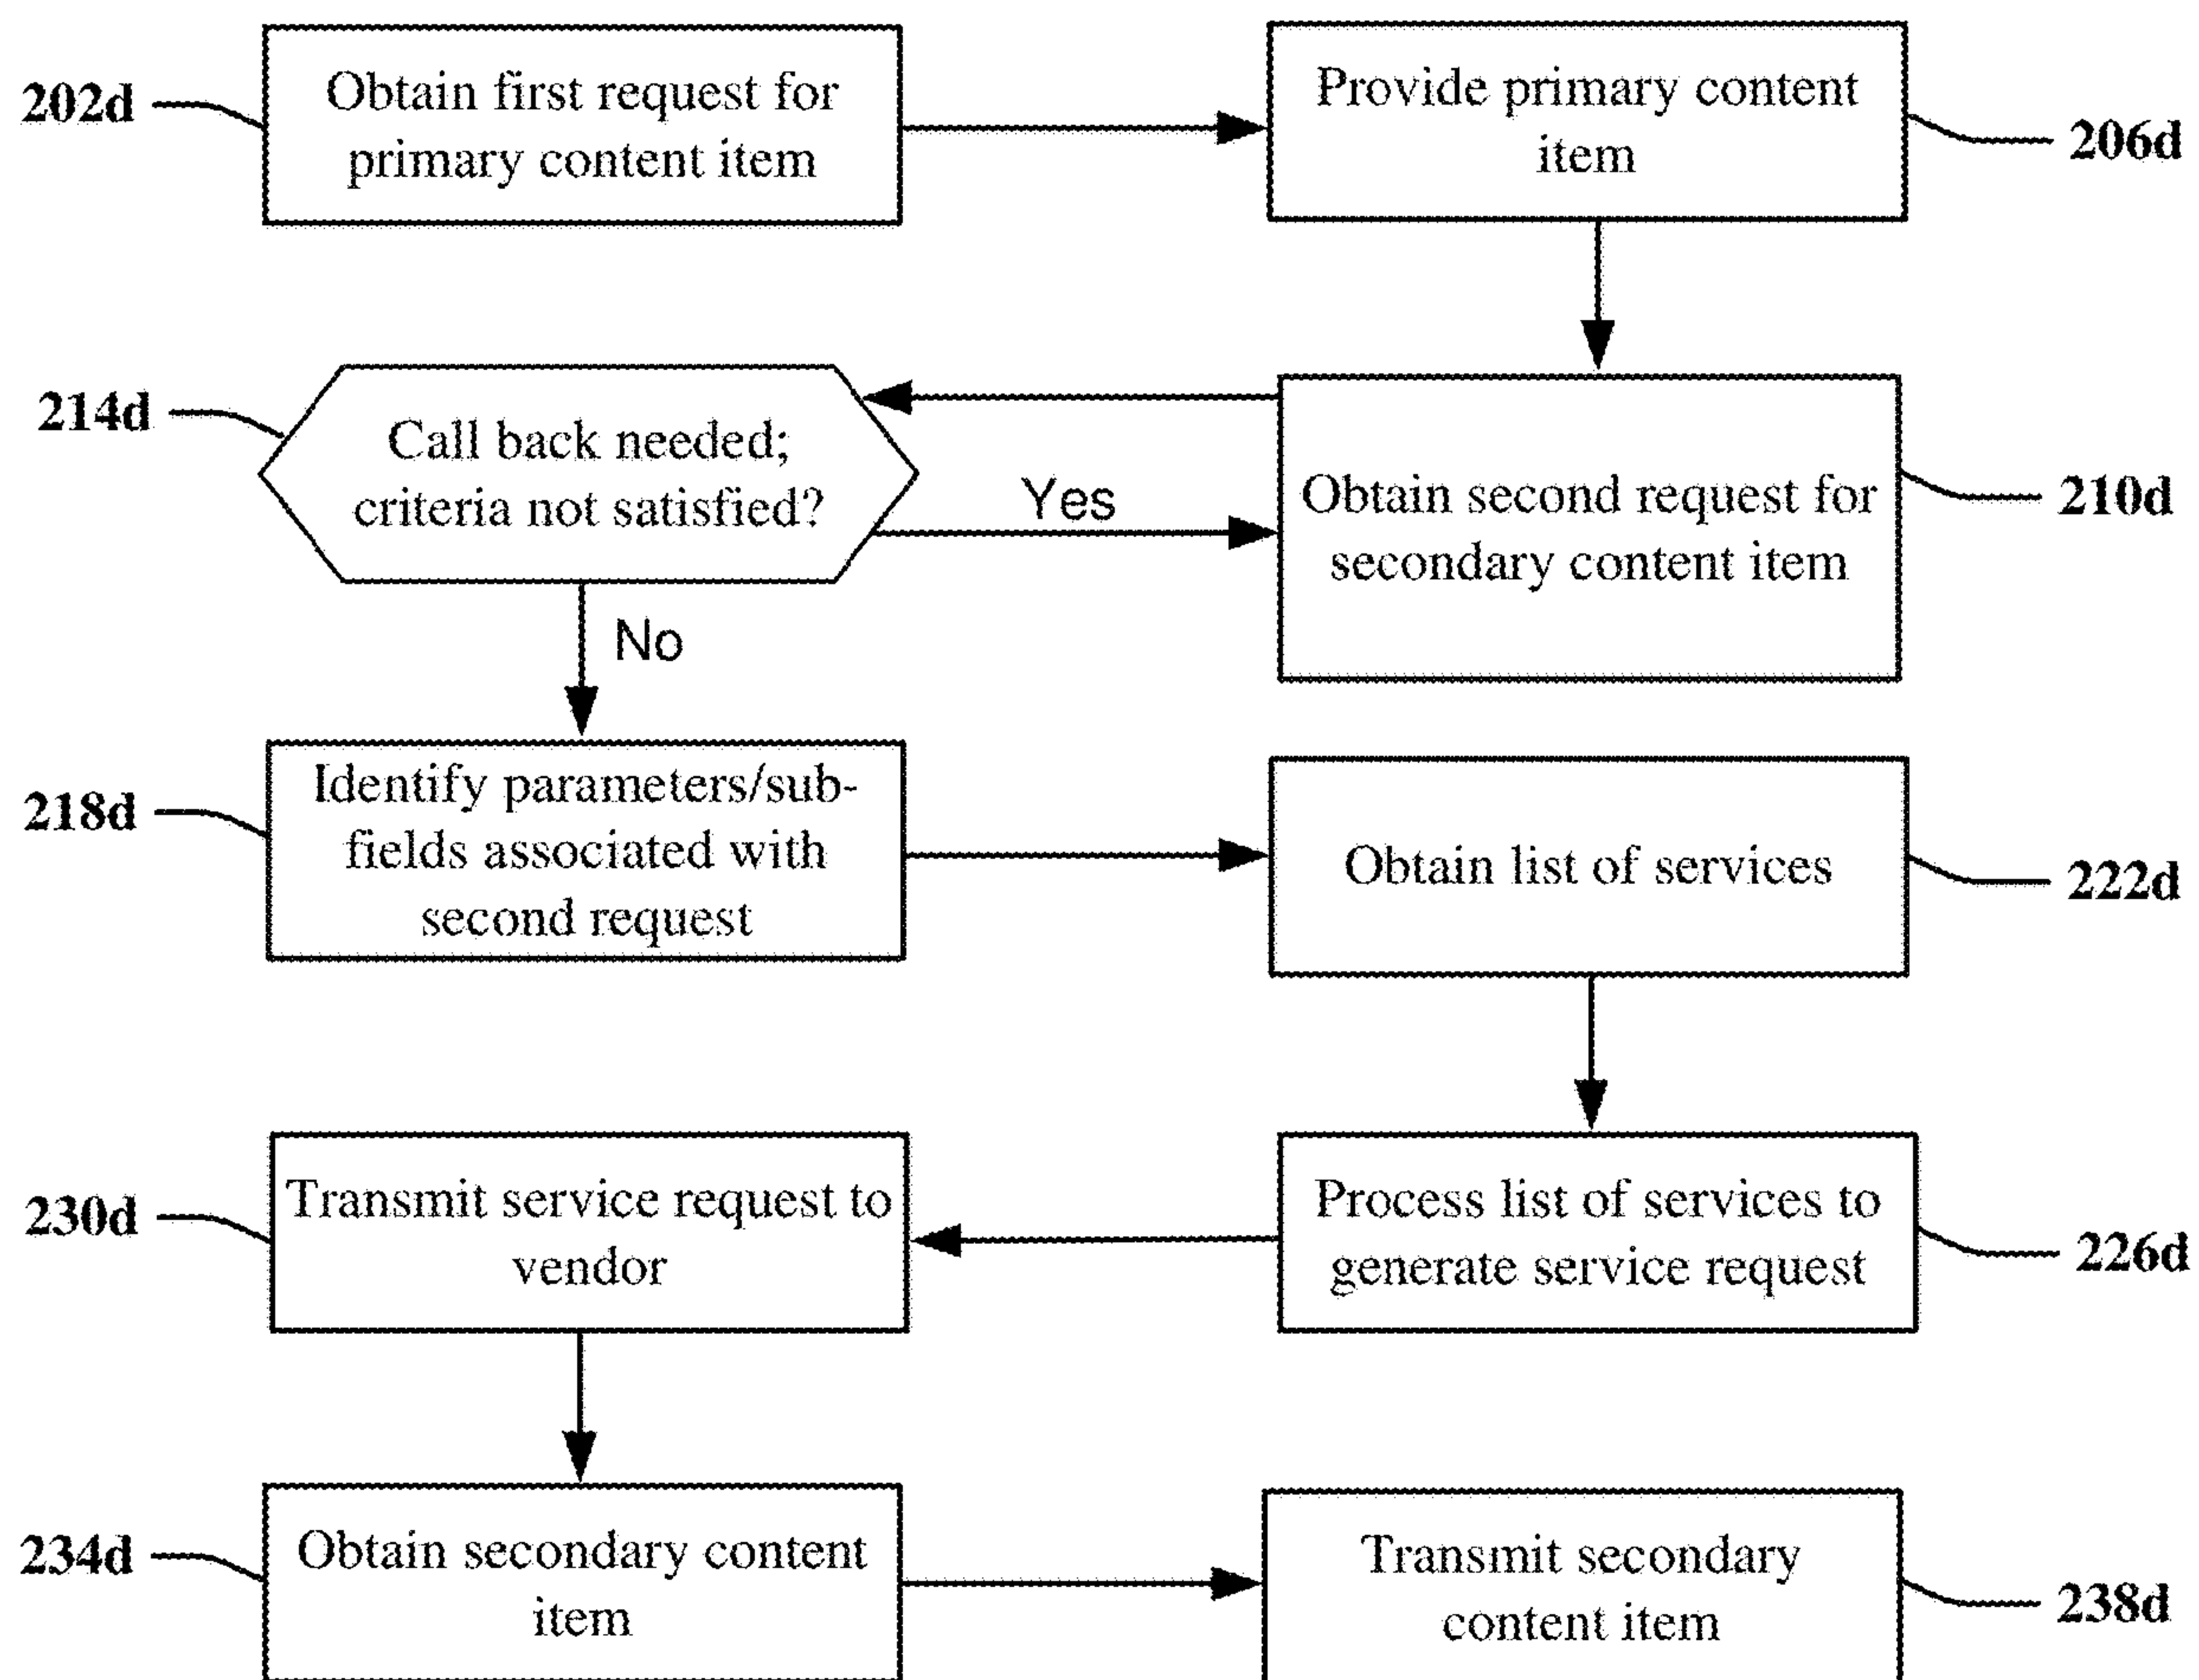 202d
Obtain first request for
primary content item
Provide primary content
item
206d
214d
Call back needed;
criteria not satisfied?
Yes
No
Obtain second request for
secondary content item
210d
218d
Identify parameters/sub-
fields associated with
second request
Obtain list of services
222d
230d
Transmit service request to
vendor
Process list of services to
generate service request
226d
234d
Obtain secondary content
item
Transmit secondary
content item
238d